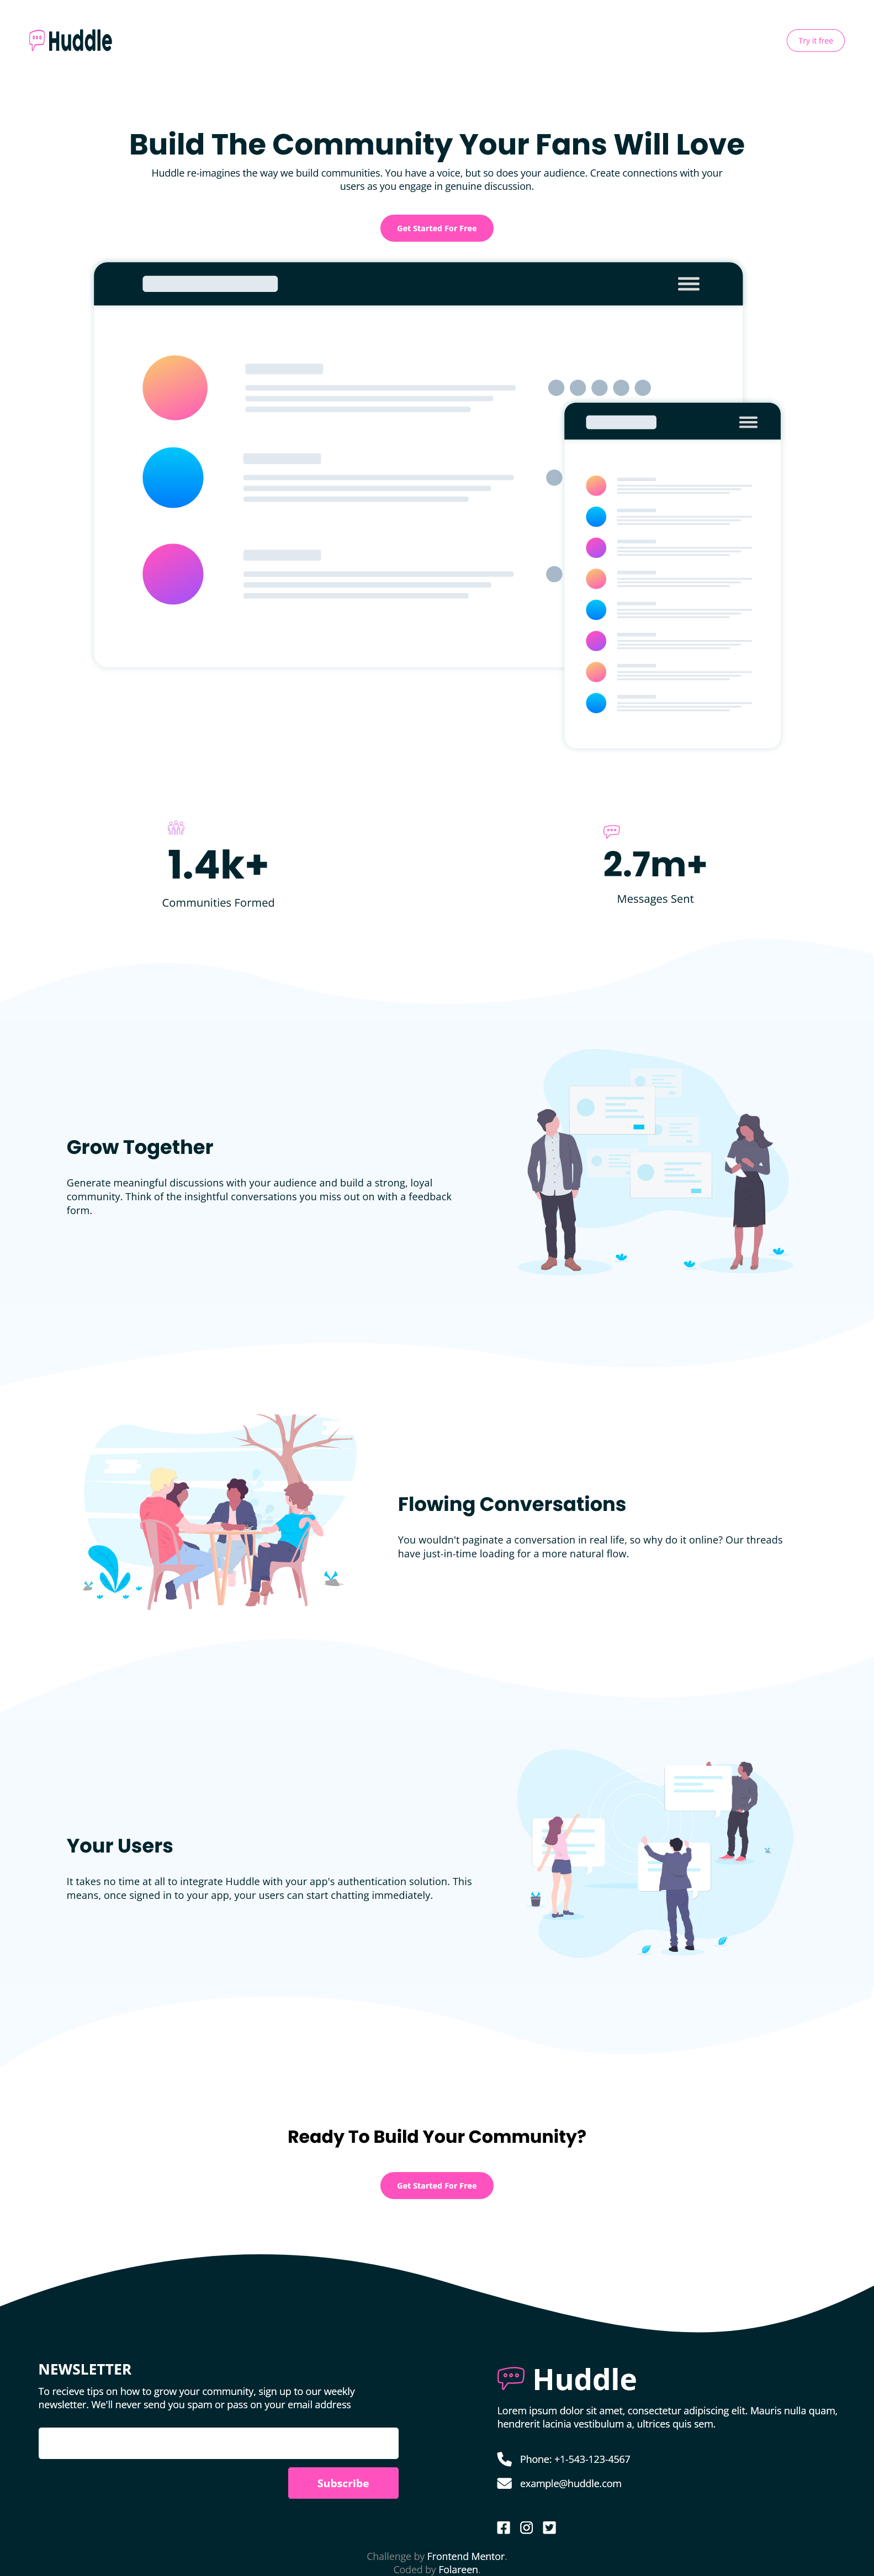 Huddle
Try it free
Build The Community Your Fans Will Love
Huddle re-imagines the way we build communities. You have a voice, but so does your audience. Create connections with your
users as you engage in genuine discussion.
Get Started For Free
1.4k+
Communities Formed
2.7m+
Messages Sent
Grow Together
Generate meaningful discussions with your audience and build a strong, loyal
community. Think of the insightful conversations you miss out on with a feedback
form.
Flowing Conversations
You wouldn't paginate a conversation in real life, so why do it online? Our threads
have just-in-time loading for a more natural flow.
Your Users
It takes no time at all to integrate Huddle with your app's authentication solution. This
means, once signed in to your app, your users can start chatting immediately.
Ready To Build Your Community?
Get Started For Free
NEWSLETTER
To recieve tips on how to grow your community, sign up to our weekly
newsletter. We'll never send you spam or pass on your email address
Subscribe
Huddle
Lorem ipsum dolor sit amet, consectetur adipiscing elit. Mauris nulla quam,
hendrerit lacinia vestibulum a, ultrices quis sem.
Phone: +1-543-123-4567
example@huddle.com
Challenge by Frontend Mentor.
Coded by Folareen.